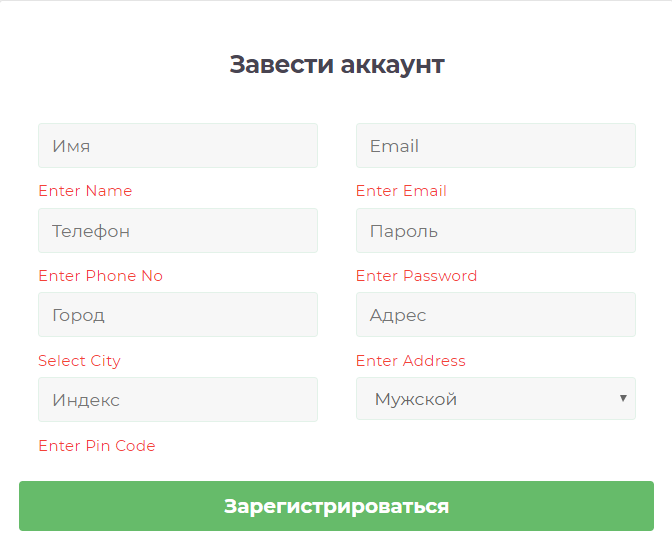 Завести аккаунт
Имя
Email
Enter Name
Enter Email
Телефон
Пароль
Enter Phone No
Enter Password
Город
Адрес
Select City
Enter Address
Индекс
Мужской
Enter Pin Code
Зарегистрироваться